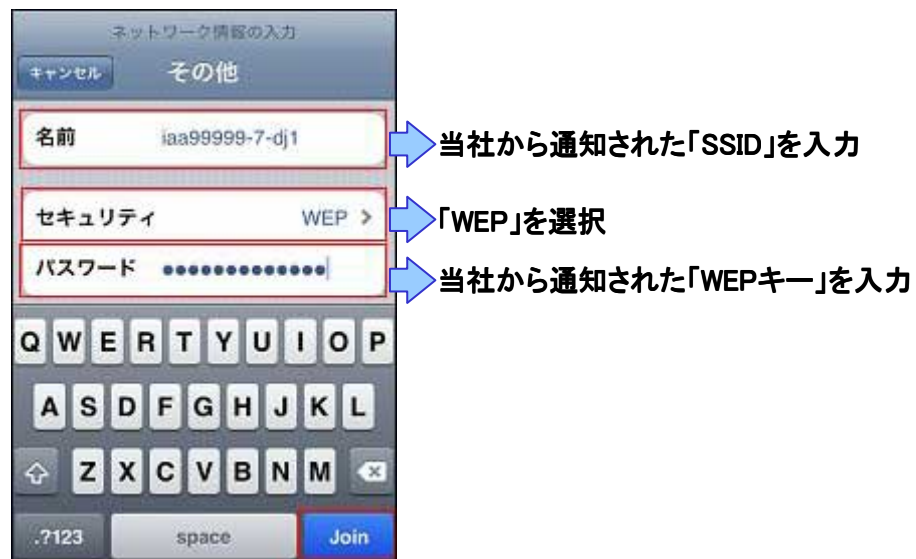 ネットワーク情報の入力
キャンセル その他
名前 iaa99999-7-dj1
当社から通知された「SSID」を入力
セキュリティ WEP >
「WEP」を選択
パスワード ●●●●●●●●●●●●●
当社から通知された「WEPキー」を入力
Q W E R T Y U I O P
A S D F G H J K L
Z X C V B N M
.?123 space Join